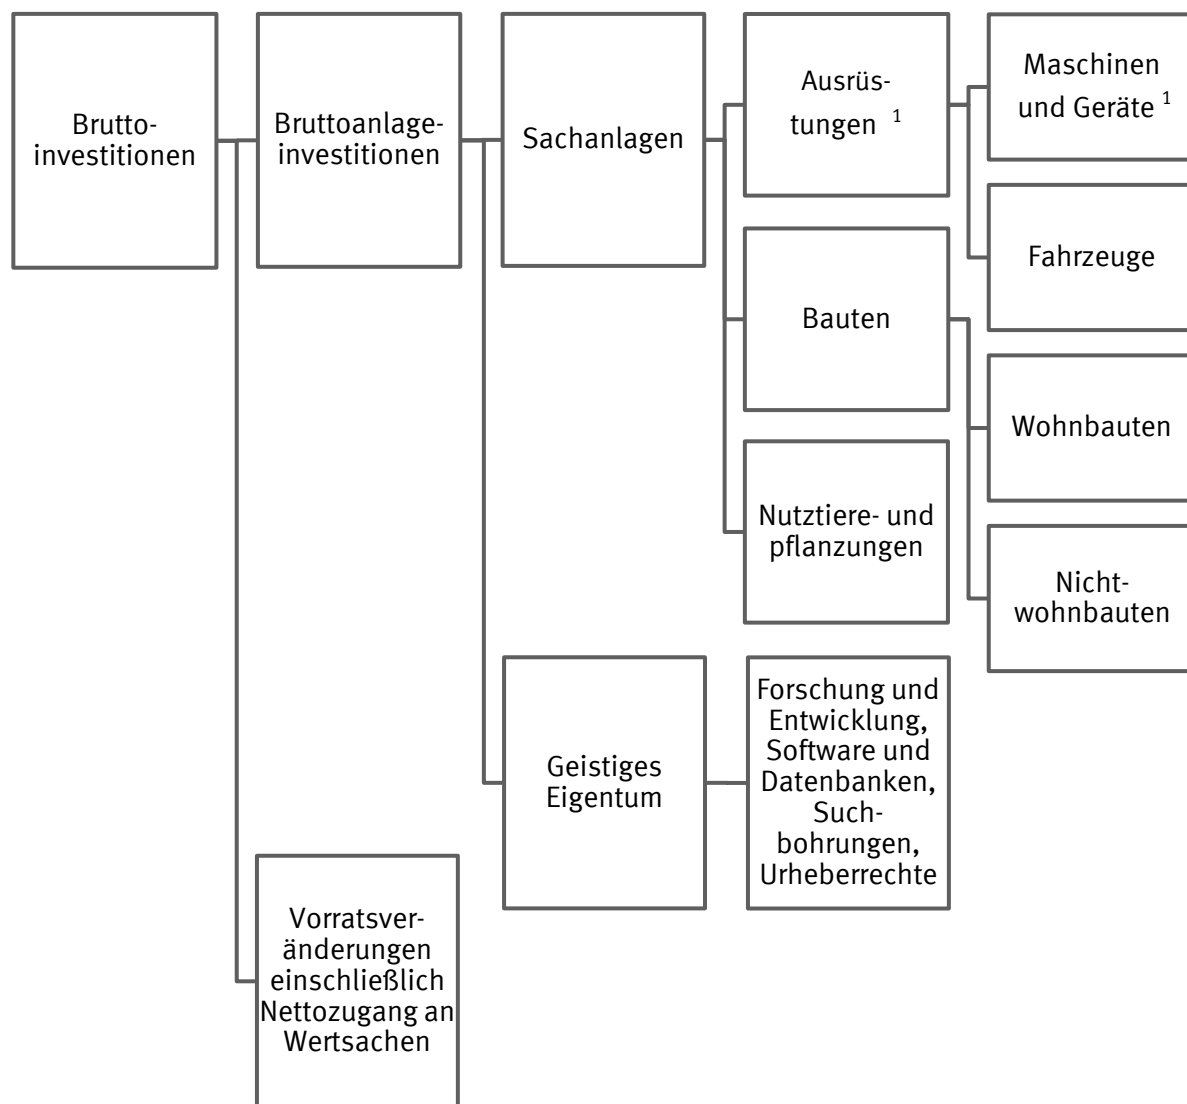 Brutto-
investitionen
Bruttoanlage-
investitionen
Sachanlagen
Ausrüs-
tungen 1
Maschinen
und Geräte 1
Fahrzeuge
Bauten
Wohnbauten
Nicht-
wohnbauten
Nutztiere- und
pflanzungen
Geistiges
Eigentum
Forschung und
Entwicklung,
Software und
Datenbanken,
Such-
bohrungen,
Urheberrechte
Vorratsver-
änderungen
einschließlich
Nettozugang an
Wertsachen